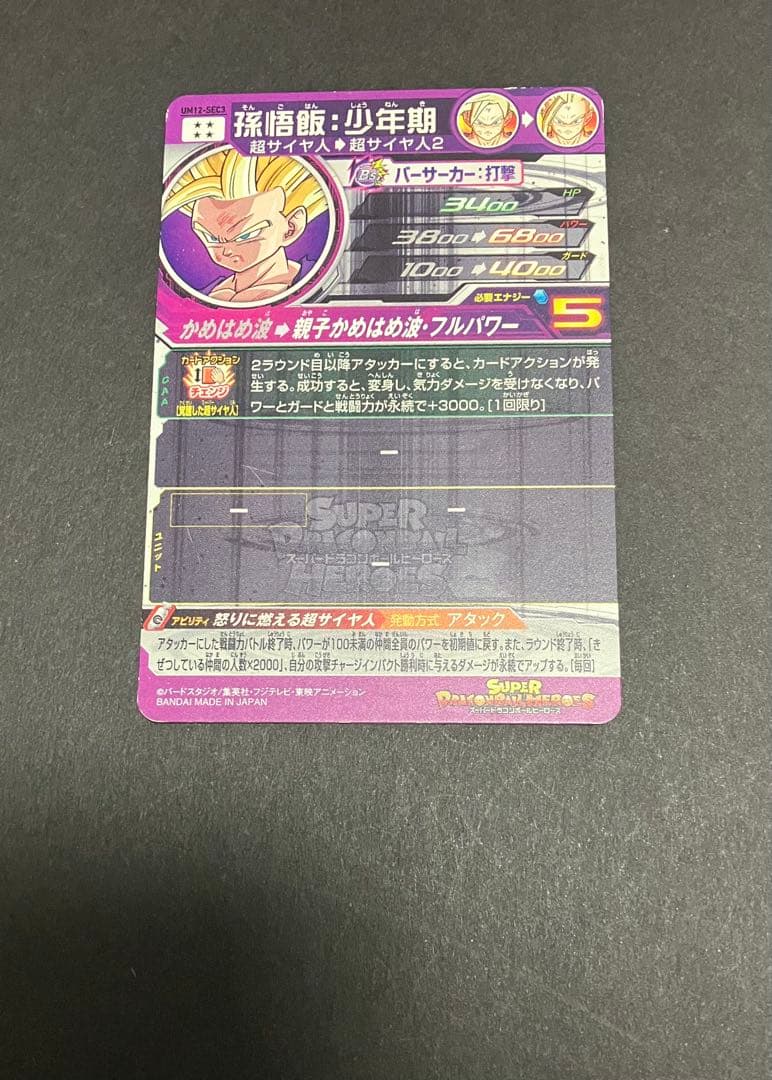 UM12-SEC3
★★
★★
孫悟飯:少年期
そんごはん しょうねんき
超サイヤ人➡超サイヤ人2
Bs バーサーカー:打撃
HP
3400
パワー
3800➡6800
ガード
1000➡4000
必要エナジー 5
かめはめ波➡親子かめはめ波・フルパワー
CAA
カードアクション
チェンジ
【覚醒した超サイヤ人】
2ラウンド目以降アタッカーにすると、カードアクションが発
生する。成功すると、変身し、気力ダメージを受けなくなり、パ
ワーとガードと戦闘力が永続で+3000。[1回限り]
ー
ユニット
ー ー
ー
SUPER
DRAGONBALL
スーパードラゴンボールヒーローズ
HEROES
アビリティ 怒りに燃える超サイヤ人 発動方式 アタック
アタッカーにした戦闘力バトル終了時、パワーが100未満の仲間全員のパワーを初期値に戻す。また、ラウンド終了時、「き
ぜつしている仲間の人数×2000」、自分の攻撃チャージインパクト勝利時に与えるダメージが永続でアップする。[毎回]
©バードスタジオ/集英社・フジテレビ・東映アニメーション
BANDAI MADE IN JAPAN
SUPER
DRAGONBALL HEROES
スーパードラゴンボールヒーローズ